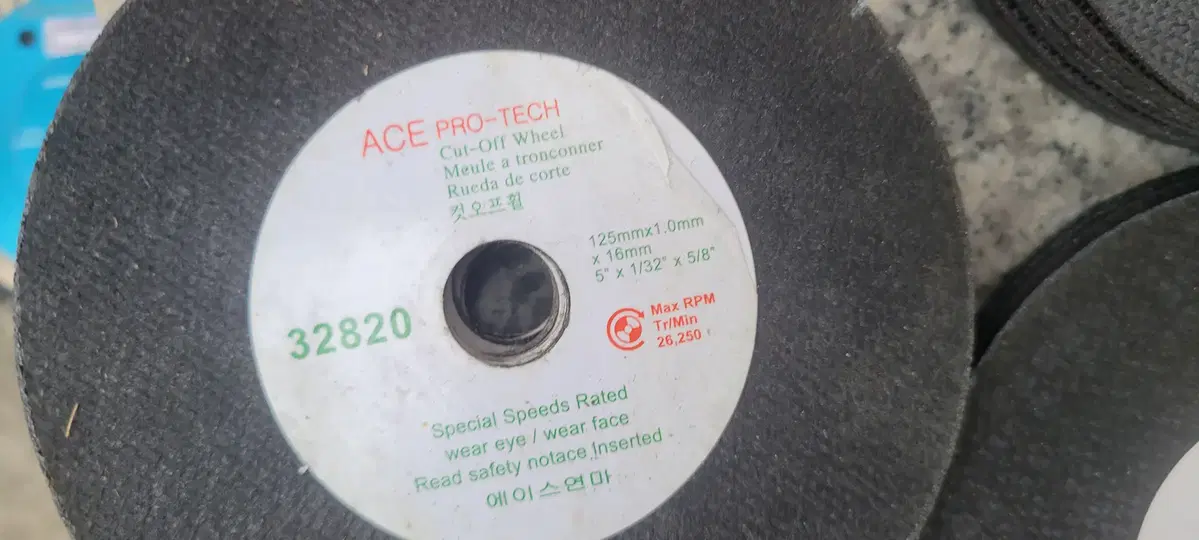 ACE PRO-TECH
Cut-Off Wheel
Meule a tronconner
Rueda de corte
컷오프휠
125mmx1.0mm
x 16mm
5" x 1/32" x 5/8"
32820
Max RPM
Tr/Min
26,250
Special Speeds Rated
wear eye / wear face
Read safety notace Inserted
에이스연마